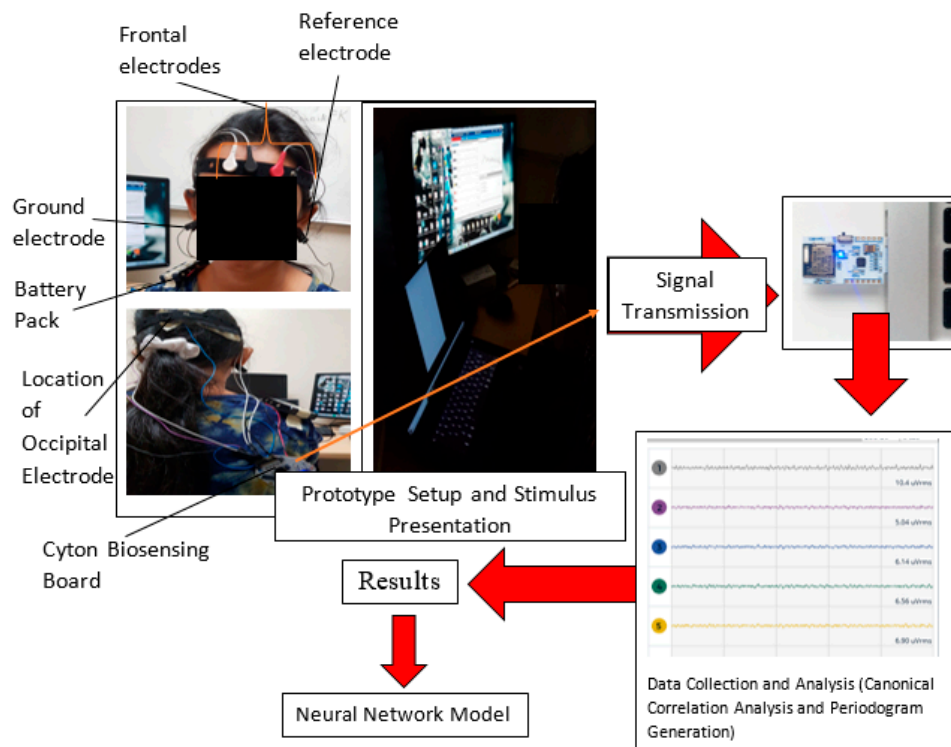 Frontal
electrodes
Reference
electrode
Ground
electrode
Battery
Pack
Location
of
Occipital
Electrode
Cyton Biosensing
Board
Prototype Setup and Stimulus
Presentation
Signal
Transmission
1
10.4 uVrms
2
5.04 uVrms
3
6.14 uVrms
4
6.56 uVrms
5
6.90 uVrms
Data Collection and Analysis (Canonical
Correlation Analysis and Periodogram
Generation)
Results
Neural Network Model